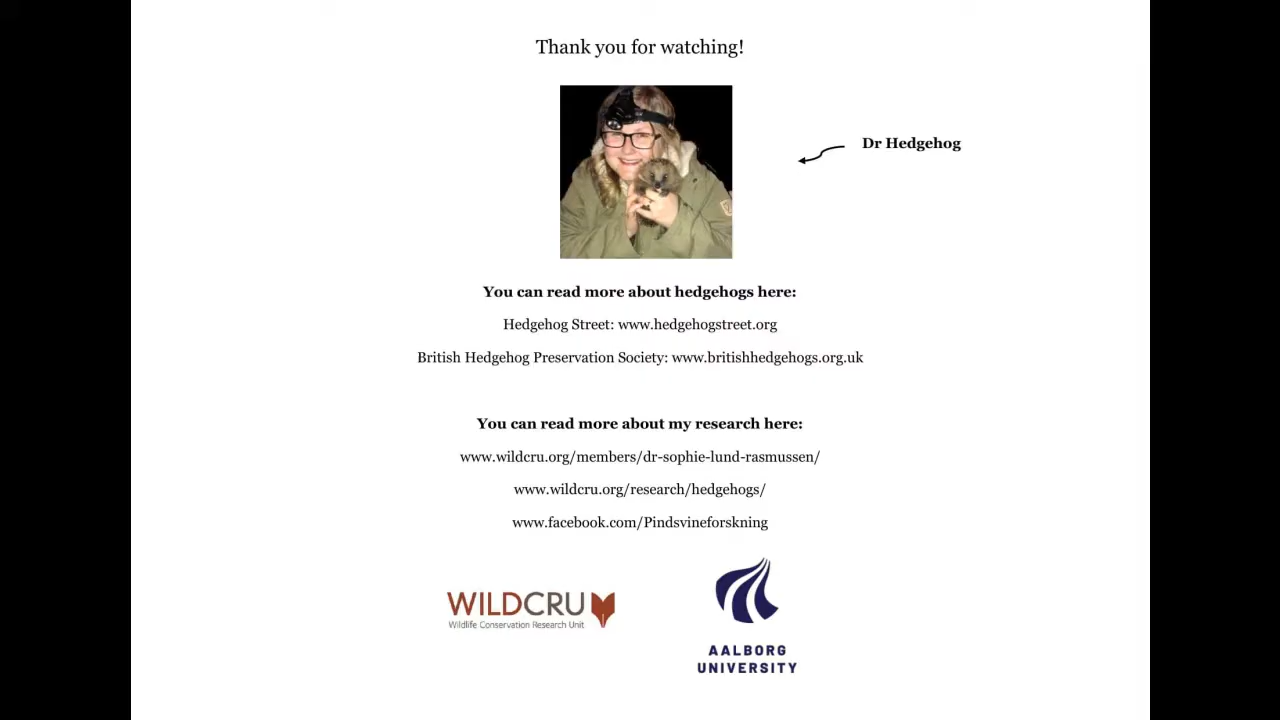 Thank you for watching!
Dr Hedgehog
You can read more about hedgehogs here:
Hedgehog Street: www.hedgehogstreet.org
British Hedgehog Preservation Society: www.britishhedgehogs.org.uk
You can read more about my research here:
www.wildcru.org/members/dr-sophie-lund-rasmussen/
www.wildcru.org/research/hedgehogs/
www.facebook.com/Pindsvineforskning
WILDCRU
Wildlife Conservation Research Unit
AALBORG
UNIVERSITY